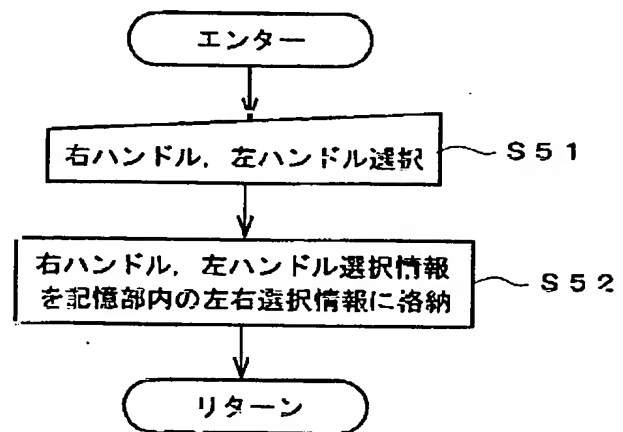 エンター
右ハンドル，左ハンドル選択
S51
右ハンドル，左ハンドル選択情報
を記憶部内の左右選択情報に格納
S52
リターン